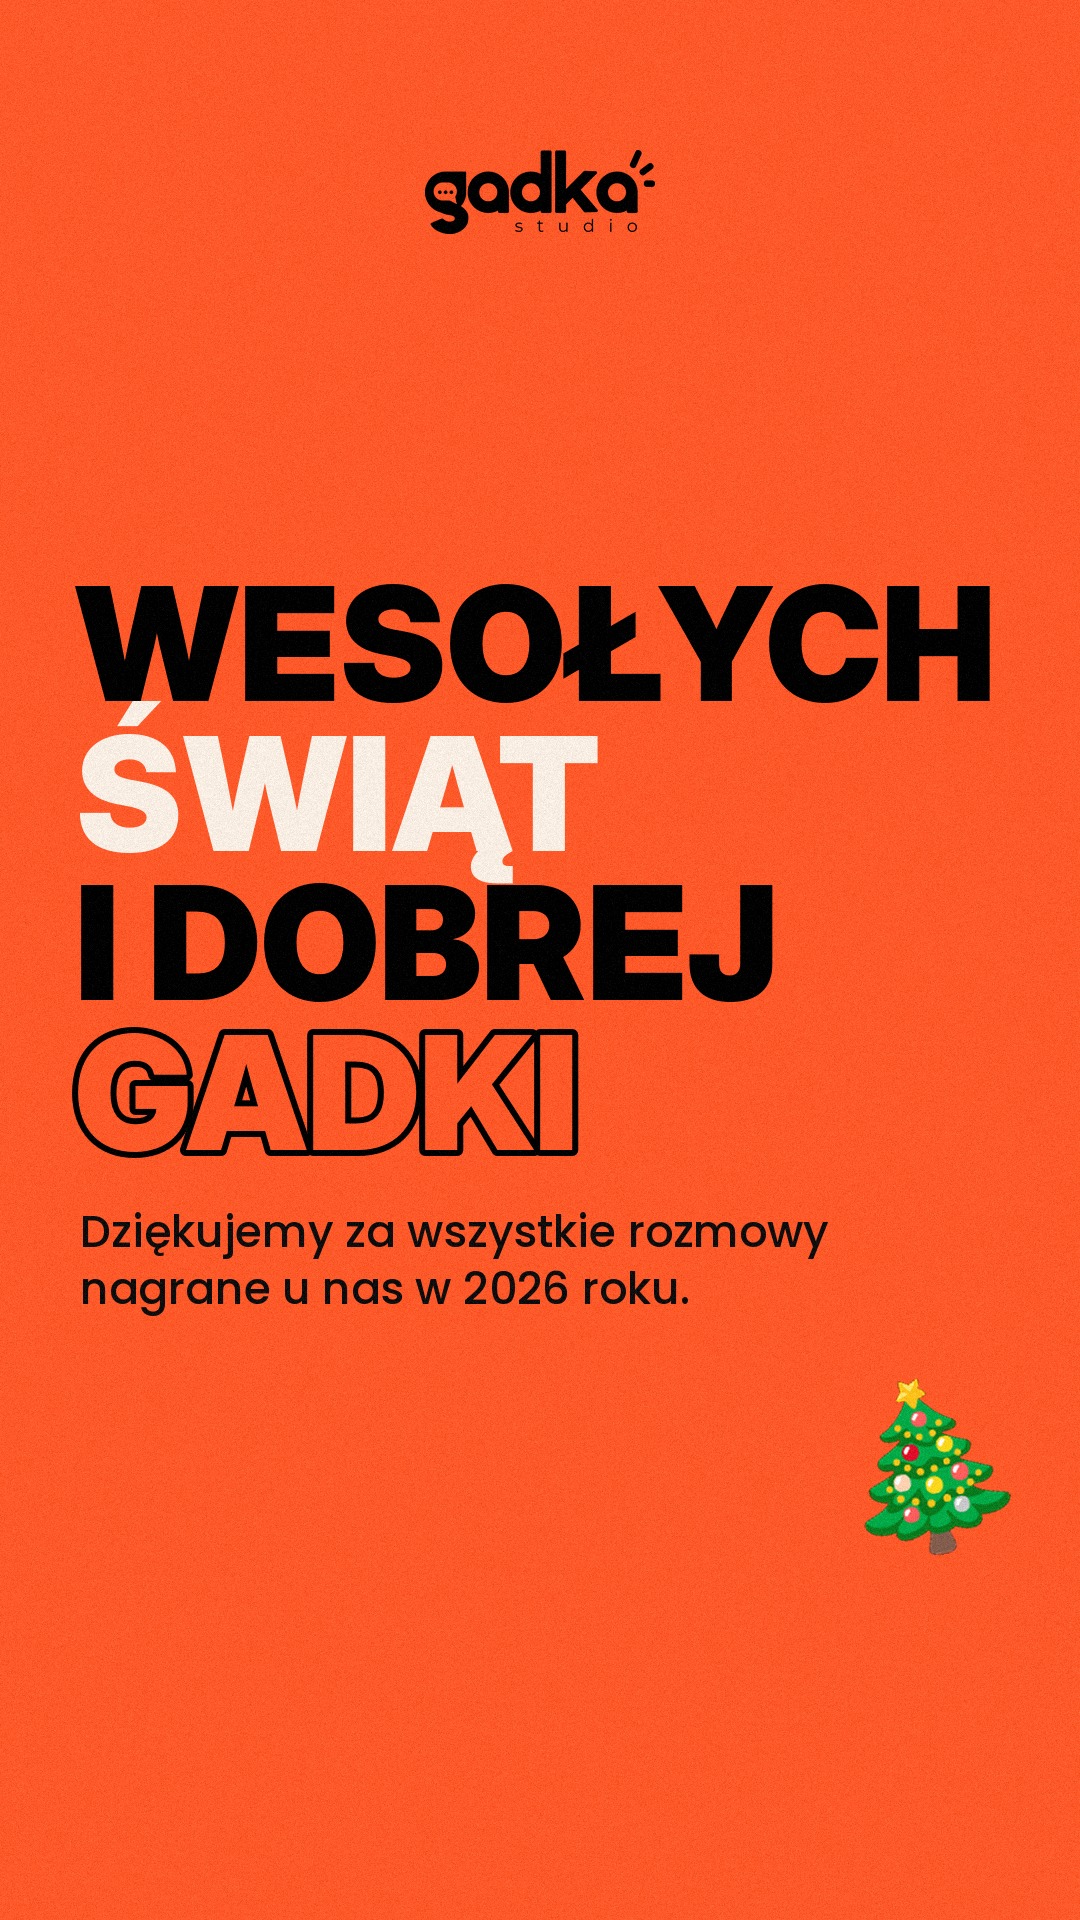 gadka
studio
WESOŁYCH
ŚWIĄT
I DOBREJ
GADKI
Dziękujemy za wszystkie rozmowy
nagrane u nas w 2026 roku.